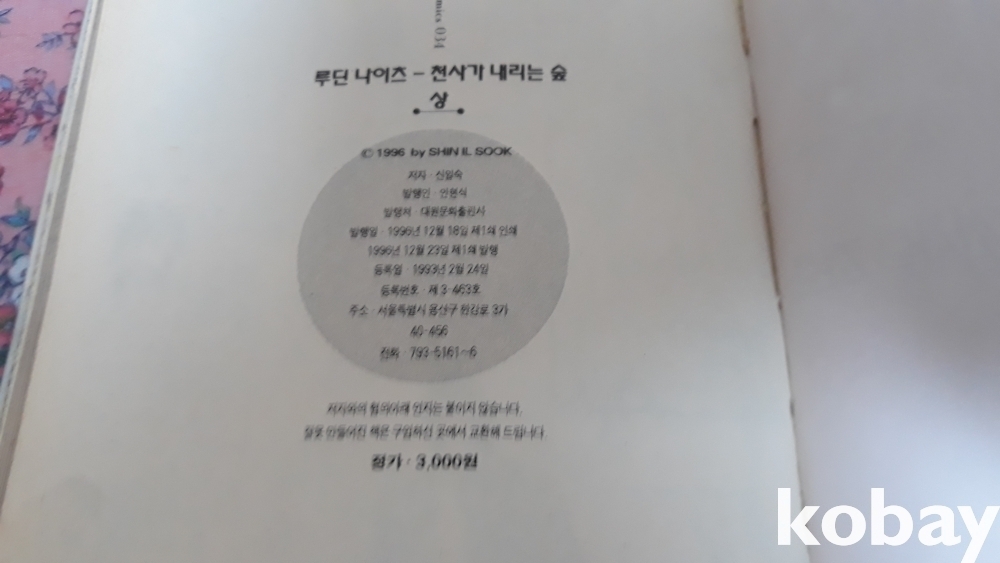 mics 034
루딘 나이츠 - 천사가 내리는 숲
상
© 1996 by SHIN IL SOOK
저자 · 신일숙
발행인 · 안현식
발행처 · 대원문화출판사
발행일 · 1996년 12월 18일 제1쇄 인쇄
1996년 12월 23일 제1쇄 발행
등록일 · 1993년 2월 24일
등록번호 · 제 3-463호
주소 · 서울특별시 용산구 한강로 3가
40-456
전화 · 793-5161~6
저자와의 협의아래 인지는 붙이지 않습니다.
잘못 만들어진 책은 구입하신 곳에서 교환해 드립니다.
정가 · 3,000원
kobay